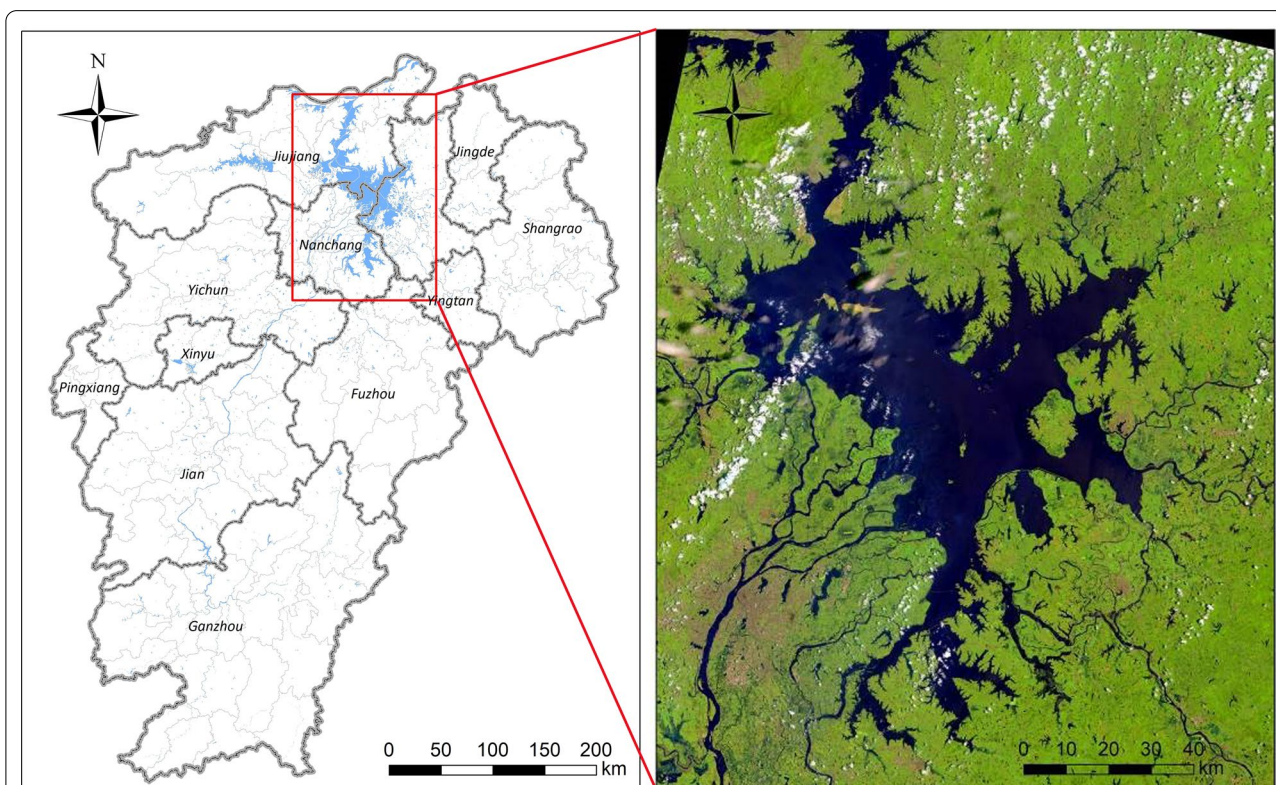 N
Jiujiang
Jingde
Shangrao
Nanchang
Yichun
Yingtan
Xinyu
Pingxiang
Fuzhou
Jian
Ganzhou
0 50 100 150 200
km
0 10 20 30 40
km